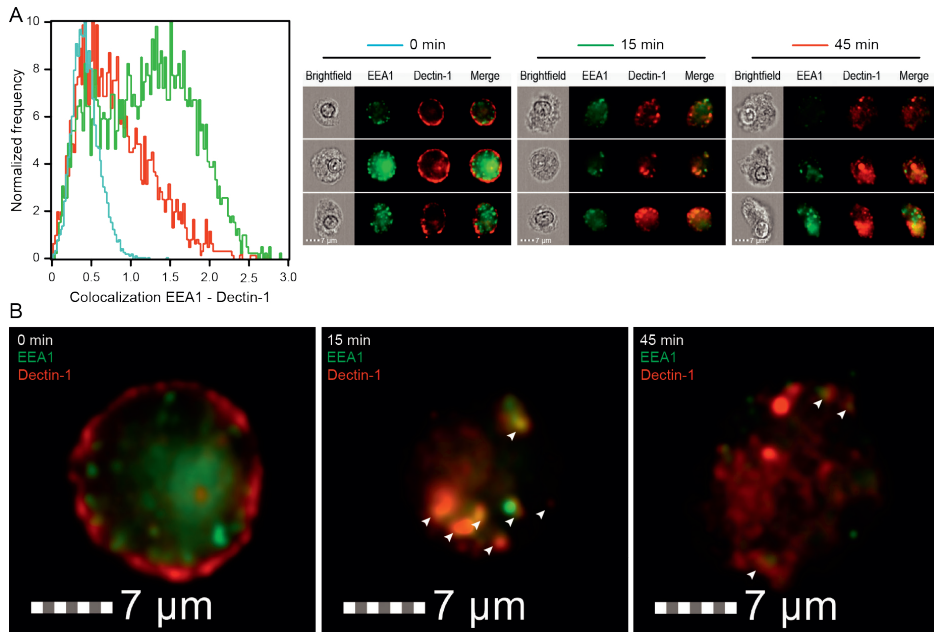 A
10
8
6
4
2
0
Normalized frequency
0 0.5 1.0 1.5 2.0 2.5 3.0
Colocalization EEA1 - Dectin-1
0 min 15 min 45 min
Brightfield EEA1 Dectin-1 Merge Brightfield EEA1 Dectin-1 Merge Brightfield EEA1 Dectin-1 Merge
7 µm 7 µm 7 µm
B
0 min
EEA1
Dectin-1
7 µm
15 min
EEA1
Dectin-1
7 µm
45 min
EEA1
Dectin-1
7 µm